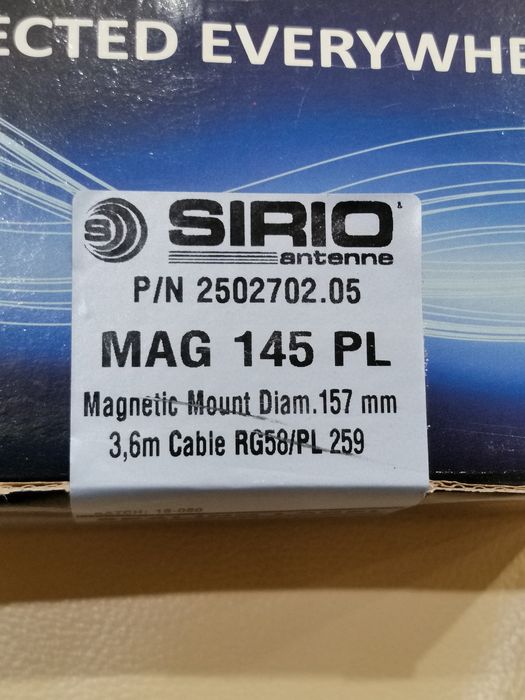 ECTED EVERYWHE
S SIRIO
antenne
P/N 2502702.05
MAG 145 PL
Magnetic Mount Diam.157 mm
3,6m Cable RG58/PL 259